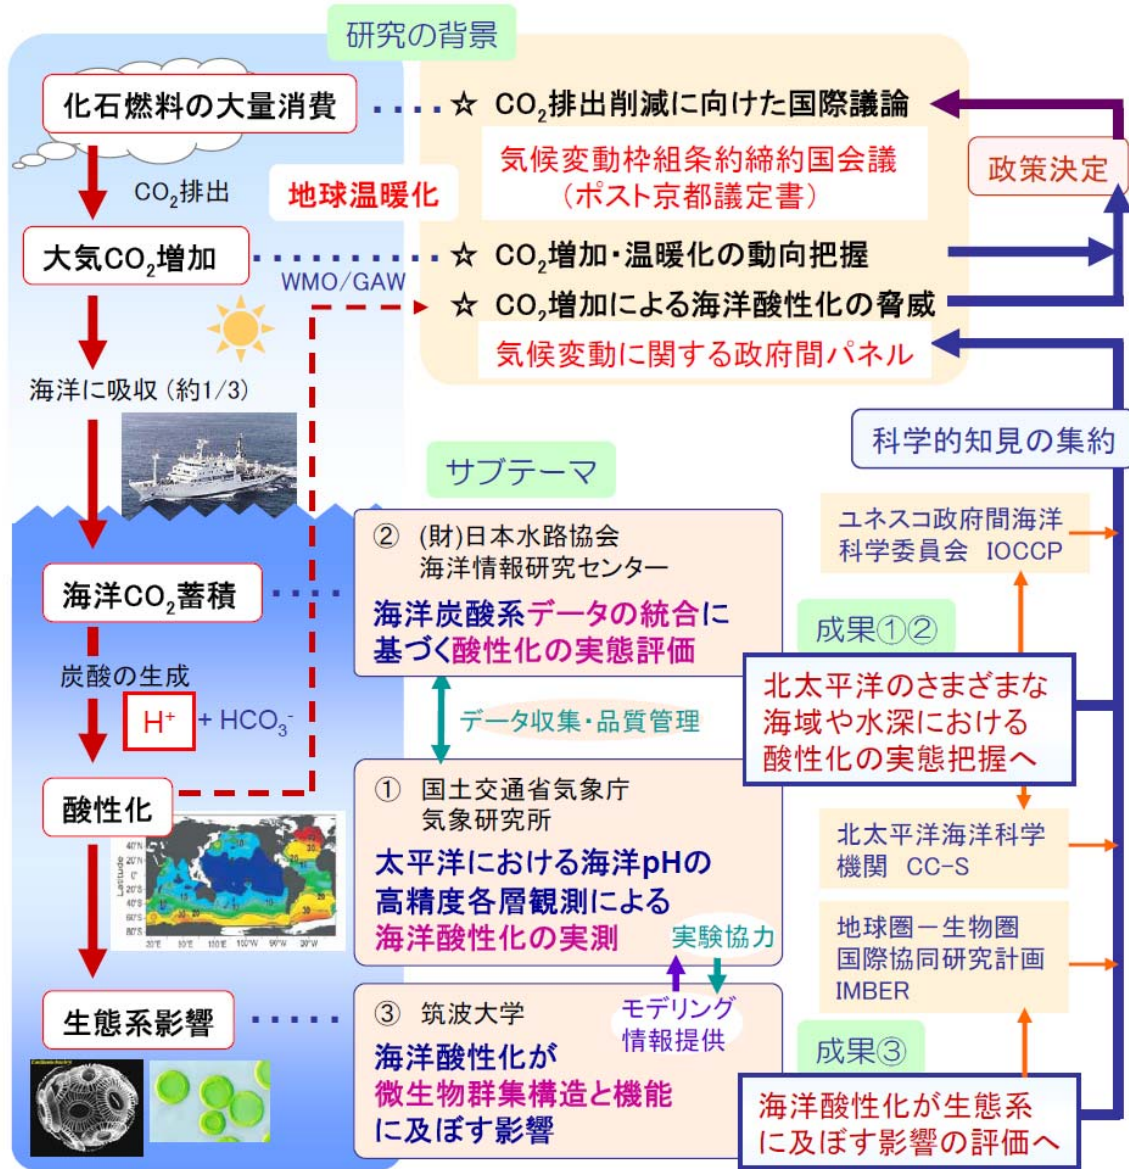 研究の背景
化石燃料の大量消費
☆ CO₂排出削減に向けた国際議論
気候変動枠組条約締約国会議
(ポスト京都議定書)
政策決定
CO₂排出
地球温暖化
大気CO₂増加
☆ CO₂増加・温暖化の動向把握
WMO/GAW
☆ CO₂増加による海洋酸性化の脅威
気候変動に関する政府間パネル
海洋に吸収 (約1/3)
科学的知見の集約
サブテーマ
② (財)日本水路協会
海洋情報研究センター
海洋炭酸系データの統合に
基づく酸性化の実態評価
ユネスコ政府間海洋
科学委員会 IOCCP
海洋CO₂蓄積
成果①②
北太平洋のさまざまな
海域や水深における
酸性化の実態把握へ
炭酸の生成
H⁺ + HCO₃⁻
データ収集・品質管理
酸性化
① 国土交通省気象庁
気象研究所
太平洋における海洋pHの
高精度各層観測による
海洋酸性化の実測
北太平洋海洋科学
機関 CC-S
Latitude
40°N
20°N
0°
20°S
40°S
60°S
80°S
実験協力
地球圏－生物圏
国際協同研究計画
IMBER
モデリング
情報提供
生態系影響
③ 筑波大学
海洋酸性化が
微生物群集構造と機能
に及ぼす影響
成果③
海洋酸性化が生態系
に及ぼす影響の評価へ